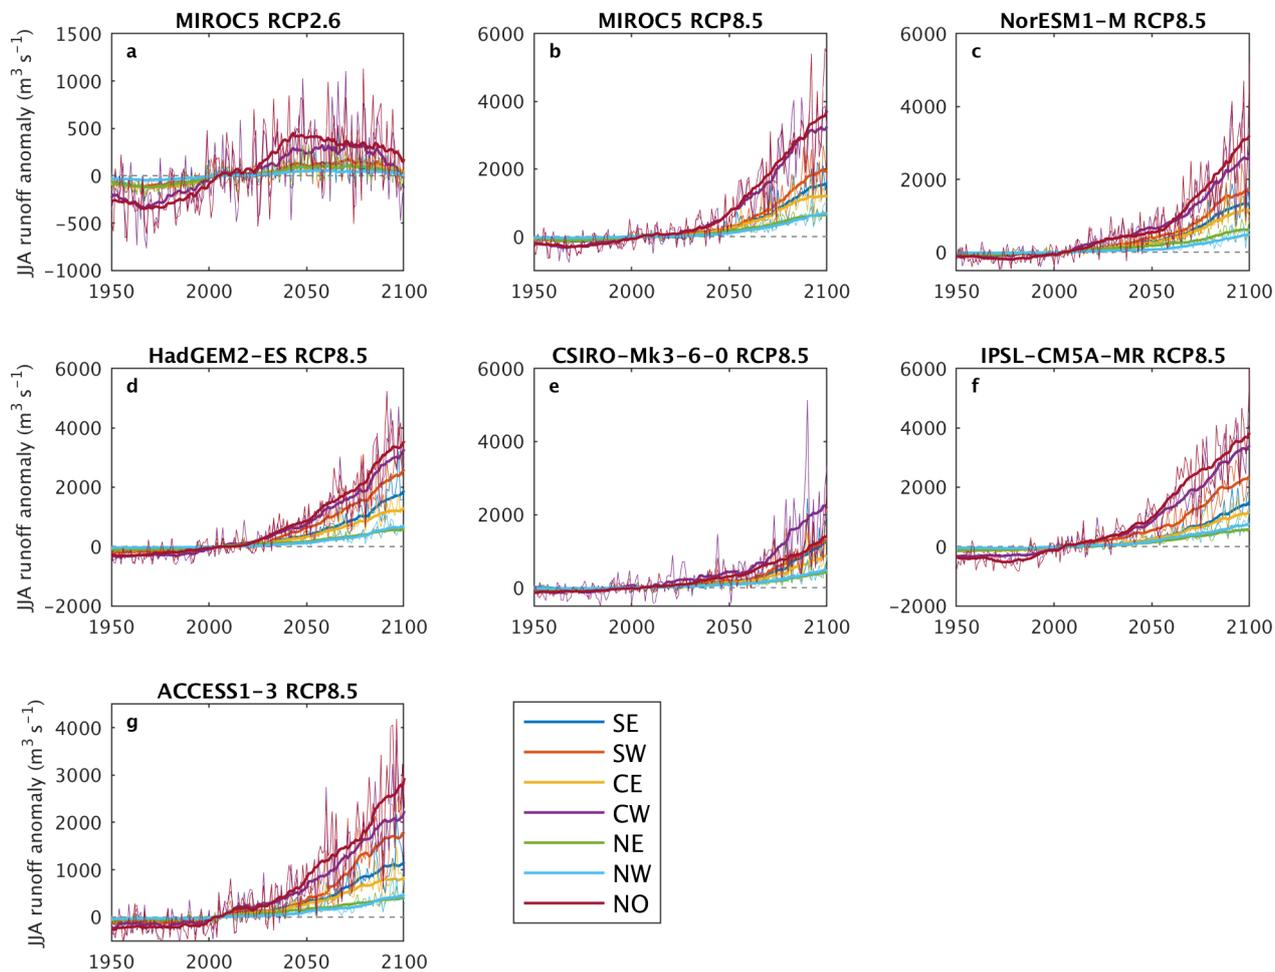 MIROC5 RCP2.6
a
JJA runoff anomaly (m³ s⁻¹)
1500
1000
500
0
−500
−1000
1950 2000 2050 2100
MIROC5 RCP8.5
b
6000
4000
2000
0
1950 2000 2050 2100
NorESM1−M RCP8.5
c
6000
4000
2000
0
1950 2000 2050 2100
HadGEM2−ES RCP8.5
d
JJA runoff anomaly (m³ s⁻¹)
6000
4000
2000
0
−2000
1950 2000 2050 2100
CSIRO−Mk3−6−0 RCP8.5
e
6000
4000
2000
0
1950 2000 2050 2100
IPSL−CM5A−MR RCP8.5
f
6000
4000
2000
0
−2000
1950 2000 2050 2100
ACCESS1−3 RCP8.5
g
JJA runoff anomaly (m³ s⁻¹)
4000
3000
2000
1000
0
1950 2000 2050 2100
SE
SW
CE
CW
NE
NW
NO